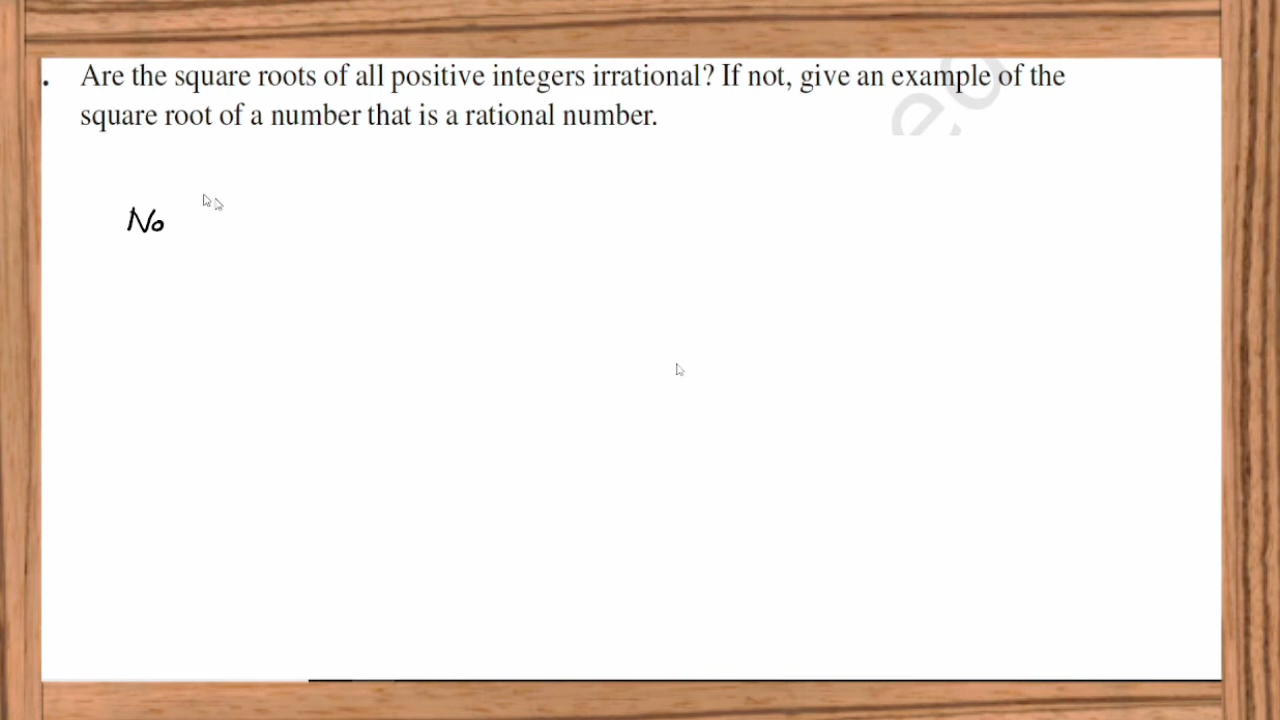 . Are the square roots of all positive integers irrational? If not, give an example of the
square root of a number that is a rational number.
No